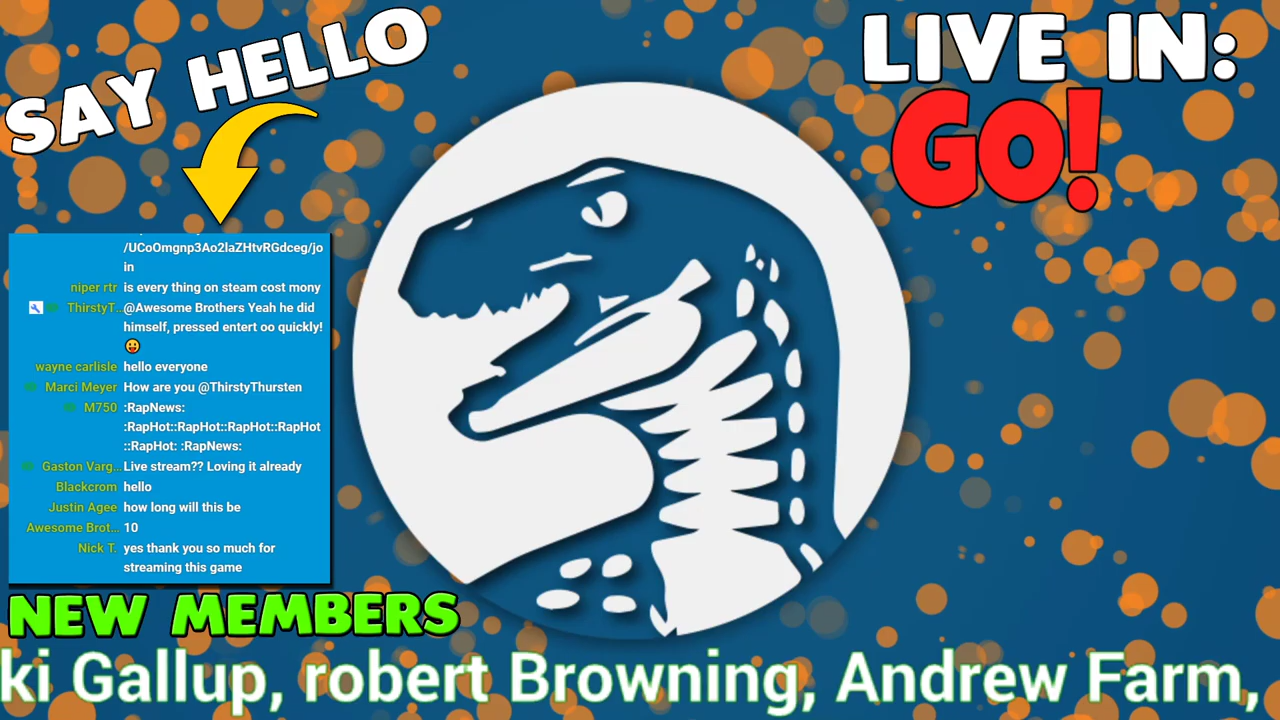 SAY HELLO
LIVE IN:
GO!
/UCoOmgnp3Ao2laZHtvRGdceg/jo
in
niper rtr is every thing on steam cost mony
ThirstyT... @Awesome Brothers Yeah he did
himself, pressed entert oo quickly!
😛
wayne carlisle hello everyone
Marci Meyer How are you @ThirstyThursten
M750 :RapNews:
:RapHot::RapHot::RapHot::RapHot
::RapHot: :RapNews:
Gaston Varg... Live stream?? Loving it already
Blackcrom hello
Justin Agee how long will this be
Awesome Brot... 10
Nick T. yes thank you so much for
streaming this game
NEW MEMBERS
ki Gallup, robert Browning, Andrew Farm,